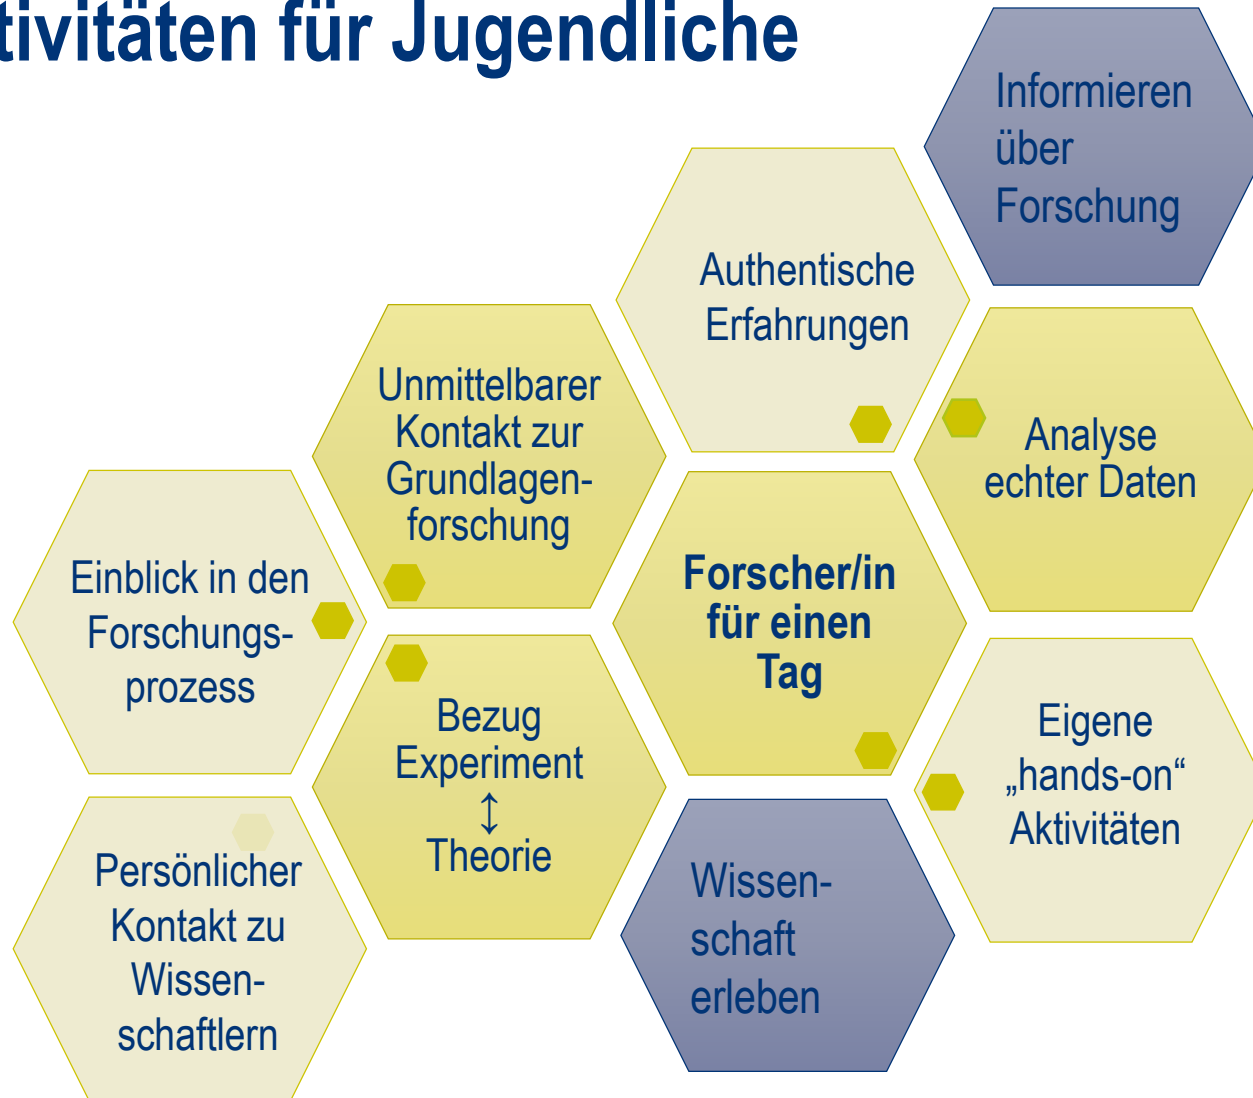 tivitäten für Jugendliche
Informieren
über
Forschung
Authentische
Erfahrungen
Unmittelbarer
Kontakt zur
Grundlagen-
forschung
Analyse
echter Daten
Einblick in den
Forschungs-
prozess
Forscher/in
für einen
Tag
Bezug
Experiment
↕
Theorie
Eigene
„hands-on“
Aktivitäten
Persönlicher
Kontakt zu
Wissen-
schaftlern
Wissen-
schaft
erleben